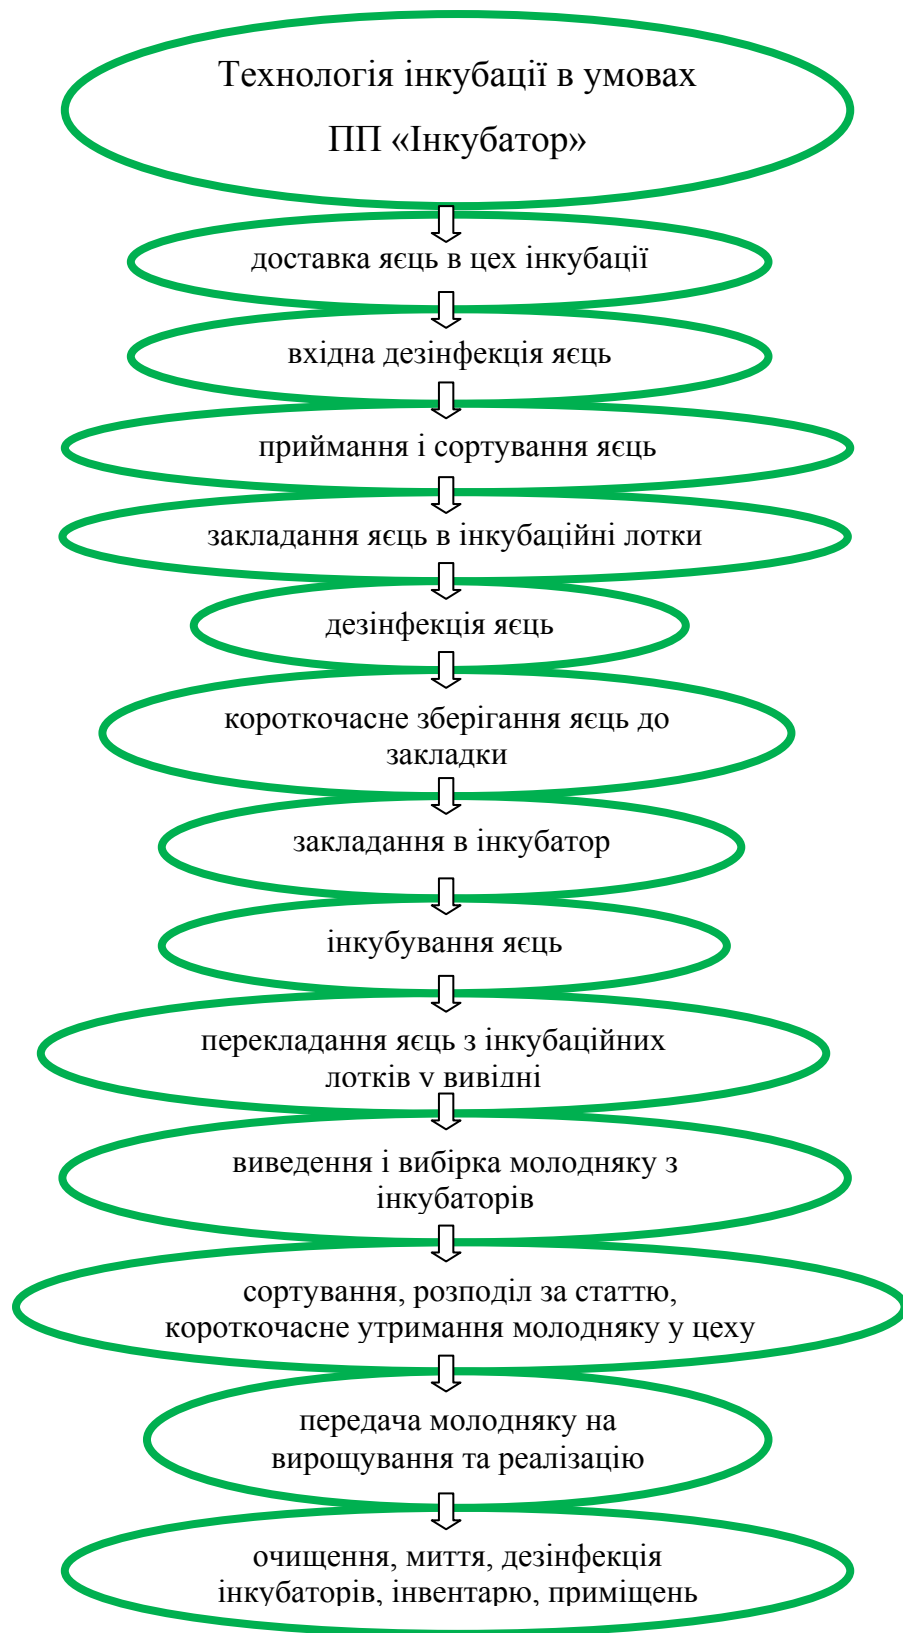 Технологія інкубації в умовах
ПП «Інкубатор»
доставка яєць в цех інкубації
вхідна дезінфекція яєць
приймання і сортування яєць
закладання яєць в інкубаційні лотки
дезінфекція яєць
короткочасне зберігання яєць до
закладки
закладання в інкубатор
інкубування яєць
перекладання яєць з інкубаційних
лотків у вивідні
виведення і вибірка молодняку з
інкубаторів
сортування, розподіл за статтю,
короткочасне утримання молодняку у цеху
передача молодняку на
вирощування та реалізацію
очищення, миття, дезінфекція
інкубаторів, інвентарю, приміщень